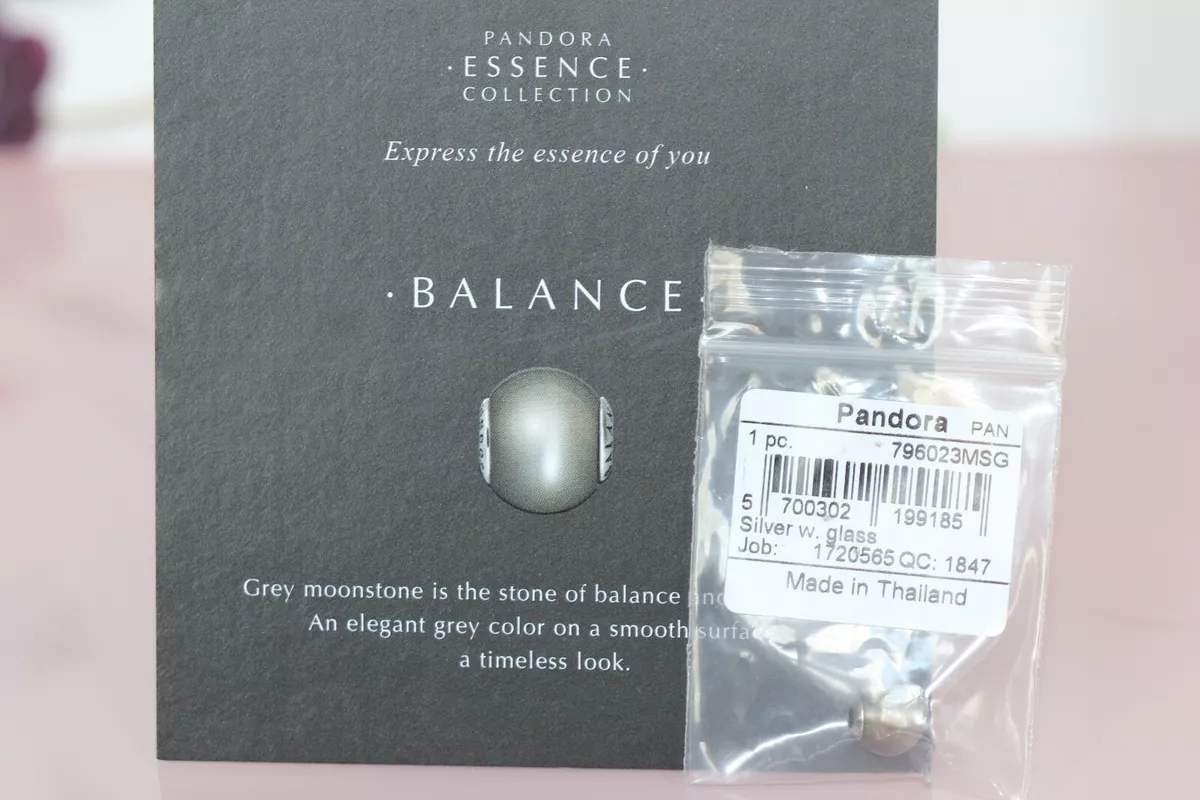 PANDORA
·ESSENCE·
COLLECTION
Express the essence of you
·BALANCE·
Grey moonstone is the stone of balance
An elegant grey color on a smooth surfac
a timeless look.
Pandora PAN
1 pc. 796023MSG
5 700302 199185
Silver w. glass
Job: 1720565 QC: 1847
Made in Thailand